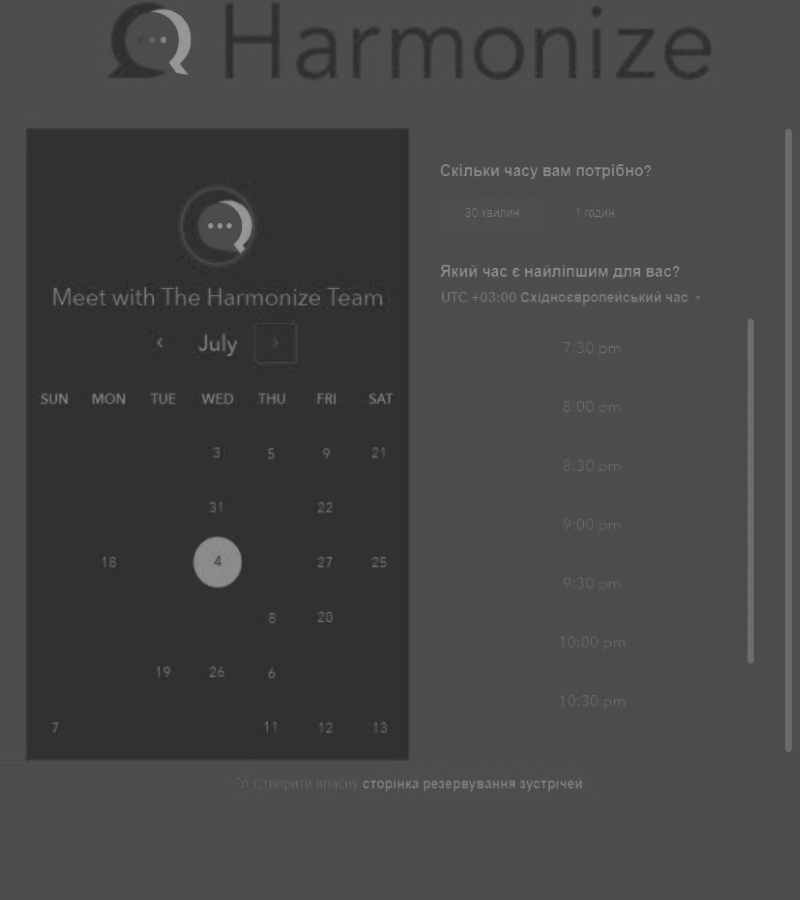 Harmonize
Meet with The Harmonize Team
July
SUN MON TUE WED THU FRI SAT
3 5 9 21
31 22
18 4 27 25
8 20
19 26 6
7 11 12 13
Скільки часу вам потрібно?
30 хвилин 1 годин
Який час є найліпшим для вас?
UTC +03:00 Східноєвропейський час
7:30 pm
8:00 pm
8:30 pm
9:00 pm
9:30 pm
10:00 pm
10:30 pm
Створити власну сторінка резервування зустрічей